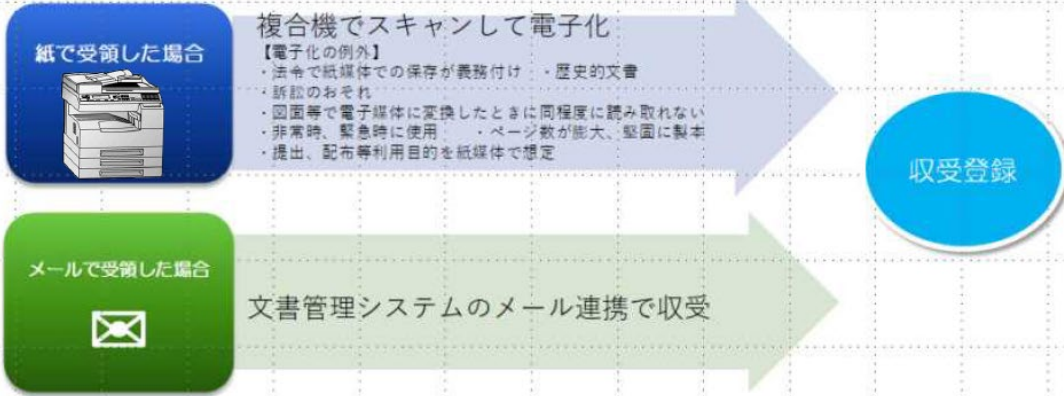 紙で受領した場合
複合機でスキャンして電子化
【電子化の例外】
・法令で紙媒体での保存が義務付け ・歴史的文書
・訴訟のおそれ
・図面等で電子媒体に変換したときに同程度に読み取れない
・非常時、緊急時に使用 ・ページ数が膨大、堅固に製本
・提出、配布等利用目的を紙媒体で想定
収受登録
メールで受領した場合
文書管理システムのメール連携で収受